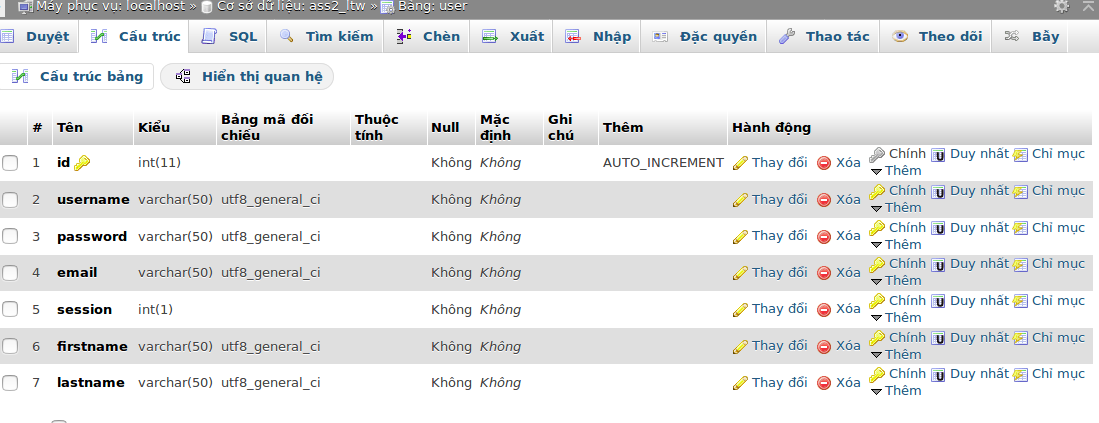 Máy phục vụ: localhost » Cơ sở dữ liệu: ass2_ltw » Bảng: user
Duyệt Cấu trúc SQL Tìm kiếm Chèn Xuất Nhập Đặc quyền Thao tác Theo dõi Bẫy
Cấu trúc bảng Hiển thị quan hệ
# Tên Kiểu Bảng mã đối chiếu Thuộc tính Null Mặc định Ghi chú Thêm Hành động
1 id int(11) Không Không AUTO_INCREMENT Thay đổi Xóa Chính Duy nhất Chỉ mục
Thêm
2 username varchar(50) utf8_general_ci Không Không Thay đổi Xóa Chính Duy nhất Chỉ mục
Thêm
3 password varchar(50) utf8_general_ci Không Không Thay đổi Xóa Chính Duy nhất Chỉ mục
Thêm
4 email varchar(50) utf8_general_ci Không Không Thay đổi Xóa Chính Duy nhất Chỉ mục
Thêm
5 session int(1) Không Không Thay đổi Xóa Chính Duy nhất Chỉ mục
Thêm
6 firstname varchar(50) utf8_general_ci Không Không Thay đổi Xóa Chính Duy nhất Chỉ mục
Thêm
7 lastname varchar(50) utf8_general_ci Không Không Thay đổi Xóa Chính Duy nhất Chỉ mục
Thêm